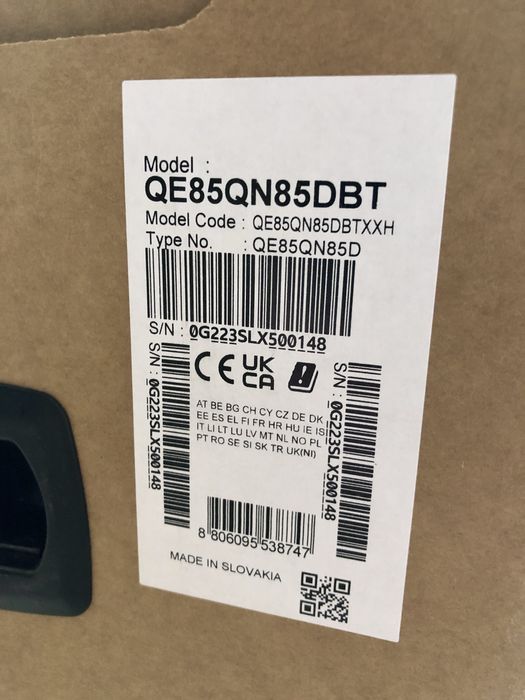 Model :
QE85QN85DBT
Model Code : QE85QN85DBTXXH
Type No. : QE85QN85D
S/N : 0G223SLX500148
S/N : 0G223SLX500148
CE UK CA
S/N : 0G223SLX500148
AT BE BG CH CY CZ DE DK
EE ES EL FI FR HR HU IE IS
IT LI LT LU LV MT NL NO PL
PT RO SE SI SK TR UK(NI)
8 806095 538747
MADE IN SLOVAKIA